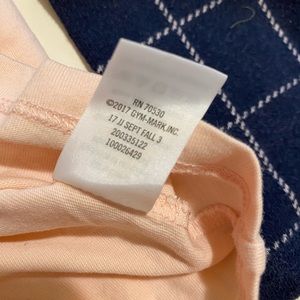 RN 70530
©2017 GYM-MARK,INC.
17 JJ SEPT FALL 3
200335122
100026429